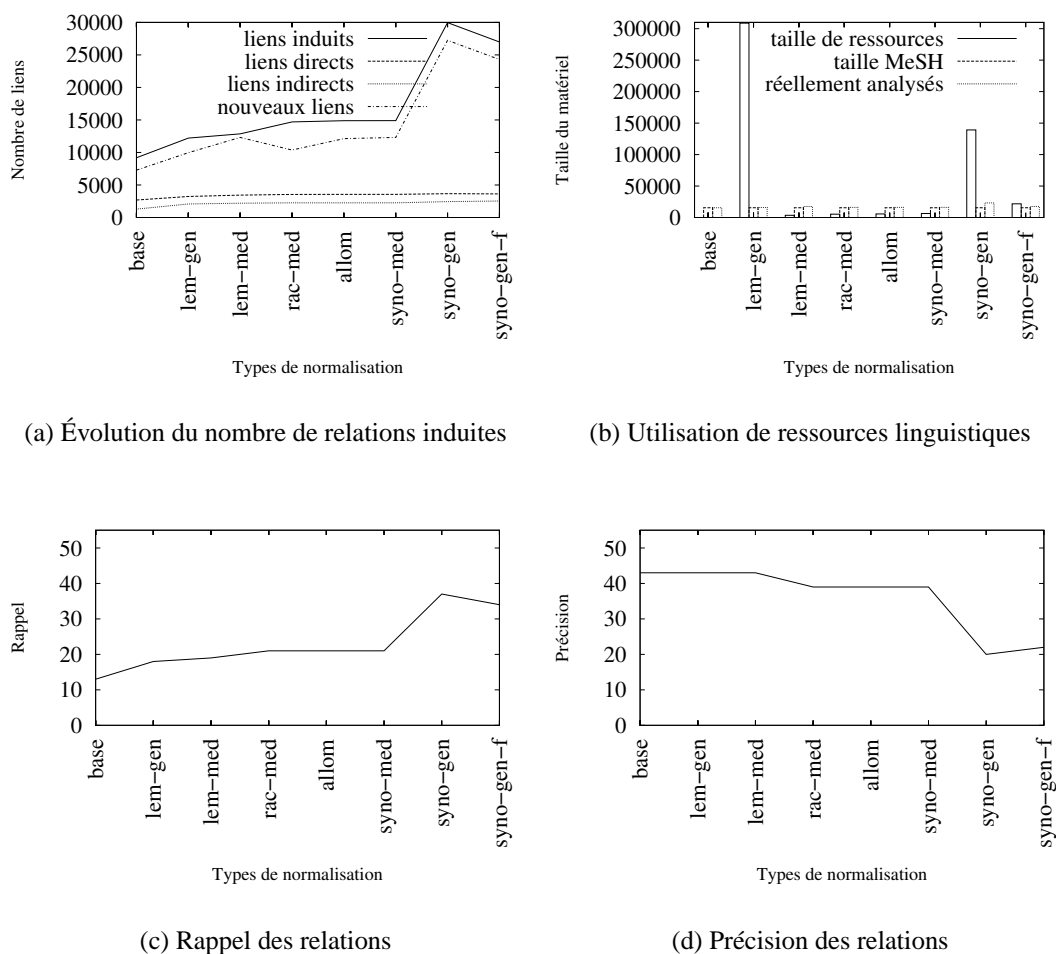 30000
25000
20000
15000
10000
5000
0
Nombre de liens
liens induits
liens directs
liens indirects
nouveaux liens
base
lem-gen
lem-med
rac-med
allom
syno-med
syno-gen
syno-gen-f
Types de normalisation
(a) Évolution du nombre de relations induites
300000
250000
200000
150000
100000
50000
0
Taille du matériel
taille de ressources
taille MeSH
réellement analysés
base
lem-gen
lem-med
rac-med
allom
syno-med
syno-gen
syno-gen-f
Types de normalisation
(b) Utilisation de ressources linguistiques
50
40
30
20
10
0
Rappel
base
lem-gen
lem-med
rac-med
allom
syno-med
syno-gen
syno-gen-f
Types de normalisation
(c) Rappel des relations
50
40
30
20
10
0
Précision
base
lem-gen
lem-med
rac-med
allom
syno-med
syno-gen
syno-gen-f
Types de normalisation
(d) Précision des relations